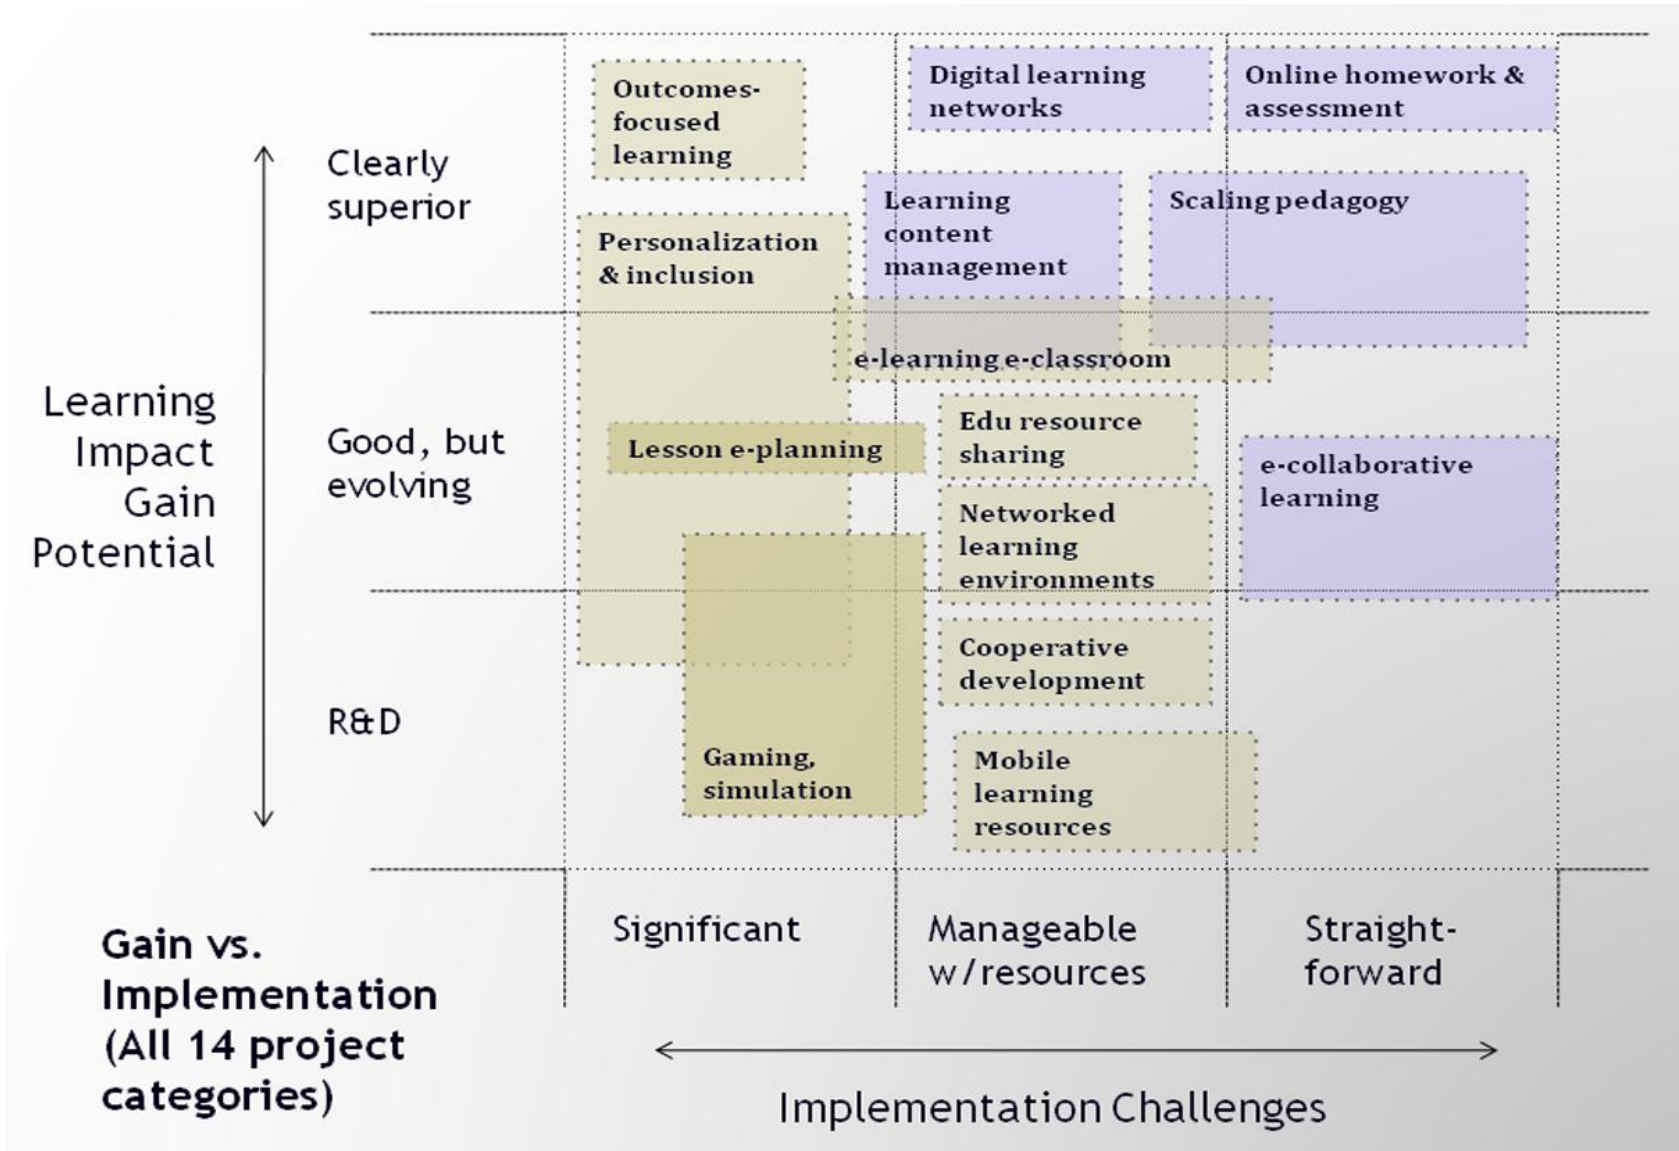 Outcomes-
focused
learning
Digital learning
networks
Online homework &
assessment
Clearly
superior
Personalization
& inclusion
Learning
content
management
Scaling pedagogy
e-learning e-classroom
Learning
Impact
Gain
Potential
Good, but
evolving
Lesson e-planning
Edu resource
sharing
e-collaborative
learning
Networked
learning
environments
R&D
Cooperative
development
Gaming,
simulation
Mobile
learning
resources
Significant
Manageable
w/resources
Straight-
forward
Gain vs.
Implementation
(All 14 project
categories)
Implementation Challenges